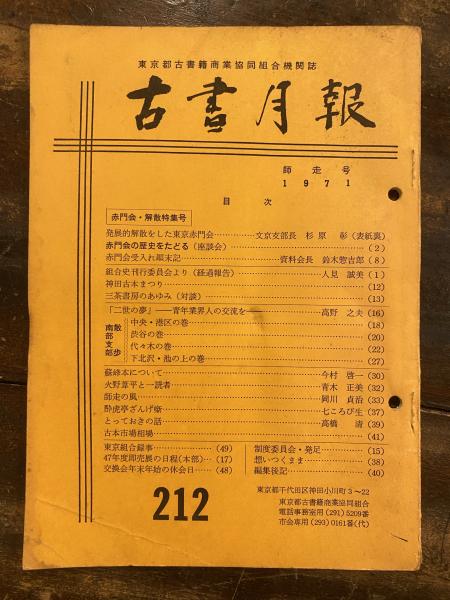 東京都古書籍商業協同組合機関誌
古書月報
師走号
1971
目次
赤門会・解散特集号
発展的解散をした東京赤門会……文京支部長 杉原 彰(表紙裏)
赤門会の歴史をたどる(座談会)……(2)
赤門会受入れ顛末記……資料会長 鈴木惣吉郎(8)
組合史刊行委員会より(経過報告)……人見 誠美(1)
神田古本まつり……(12)
三茶書房のあゆみ(対談)……(13)
「二世の夢」――青年業界人の交流を――……高野 之夫(16)
南部支部散歩
中央・港区の巻……(18)
渋谷の巻……(20)
代々木の巻……(22)
下北沢・池の上の巻……(27)
蘇峰本について……今村 啓一(30)
火野葦平と一読者……青木 正美(32)
師走の風……岡川 貞治(33)
酔虎亭ざんげ噺……七ころび生(37)
とっておきの話……高橋 清(39)
古本市場相場……(41)
東京組合録事……(49)
47年度即売展の日程(本部)…(17)
交換会年末年始の休会日……(48)
制度委員会・発足……(15)
想いつくまま……(38)
編集後記……(40)
212
東京都千代田区神田小川町3~22
東京都古書籍商業協同組合
電話事務室用(291)5209番
市会専用(293)0161番(代)